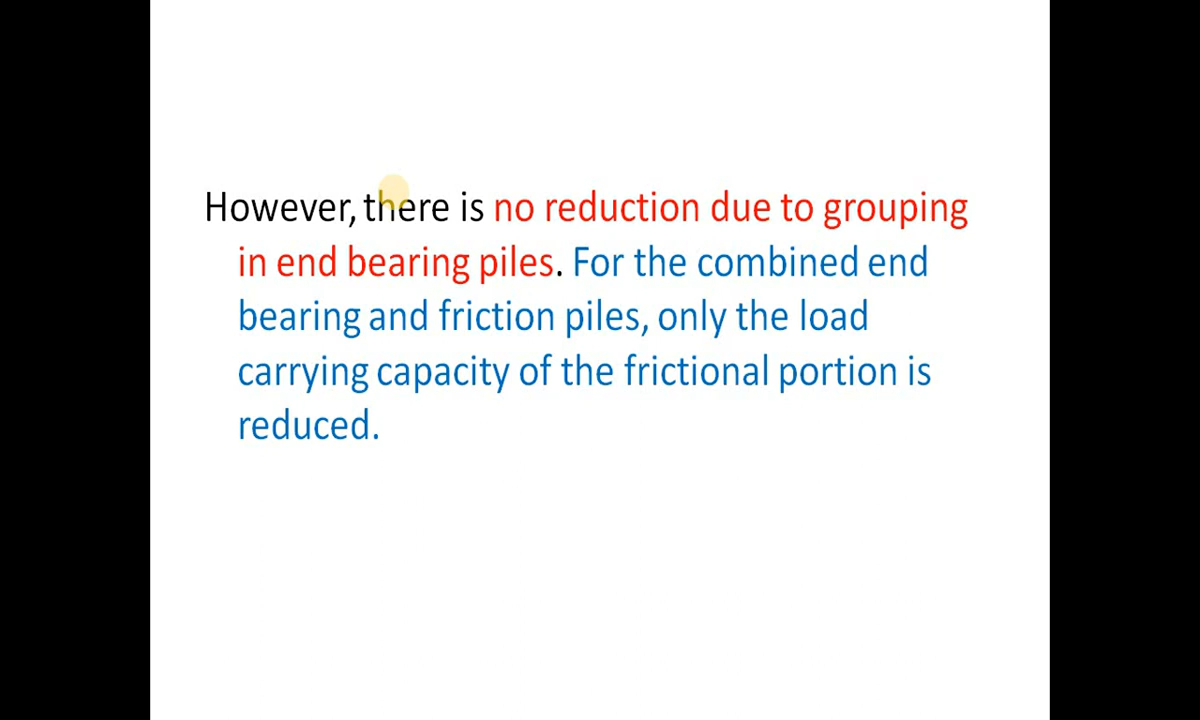 However, there is no reduction due to grouping
in end bearing piles. For the combined end
bearing and friction piles, only the load
carrying capacity of the frictional portion is
reduced.